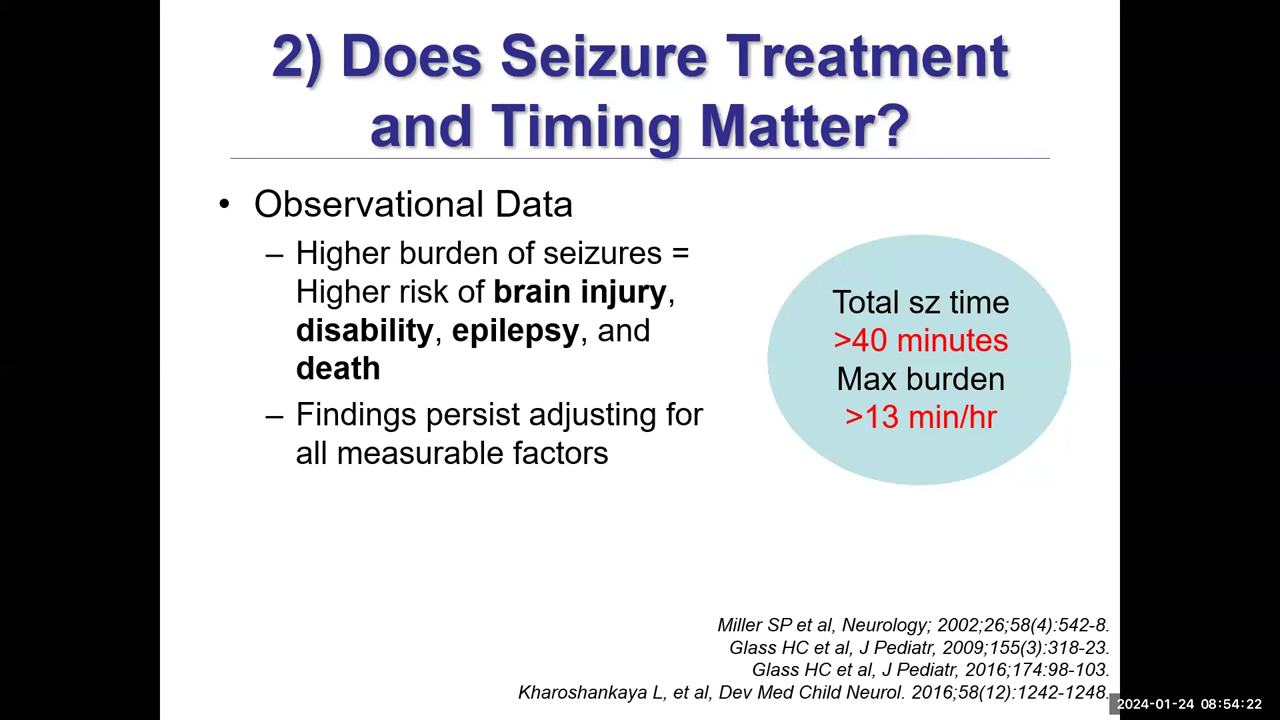 2) Does Seizure Treatment
and Timing Matter?
• Observational Data
– Higher burden of seizures =
Higher risk of brain injury,
disability, epilepsy, and
death
– Findings persist adjusting for
all measurable factors
Total sz time
>40 minutes
Max burden
>13 min/hr
Miller SP et al, Neurology; 2002;26;58(4):542-8.
Glass HC et al, J Pediatr, 2009;155(3):318-23.
Glass HC et al, J Pediatr, 2016;174:98-103.
Kharoshankaya L, et al, Dev Med Child Neurol. 2016;58(12):1242-1248.
2024-01-24 08:54:22